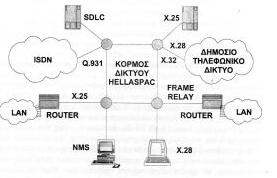 SDLC
X.25
ISDN
Q.931
ΚΟΡΜΟΣ
ΔΙΚΤΥΟΥ
HELLASPAC
X.28
X.32
ΔΗΜΟΣΙΟ
ΤΗΛΕΦΩΝΙΚΟ
ΔΙΚΤΥΟ
X.25
FRAME
RELAY
LAN
ROUTER
ROUTER
LAN
NMS
X.28